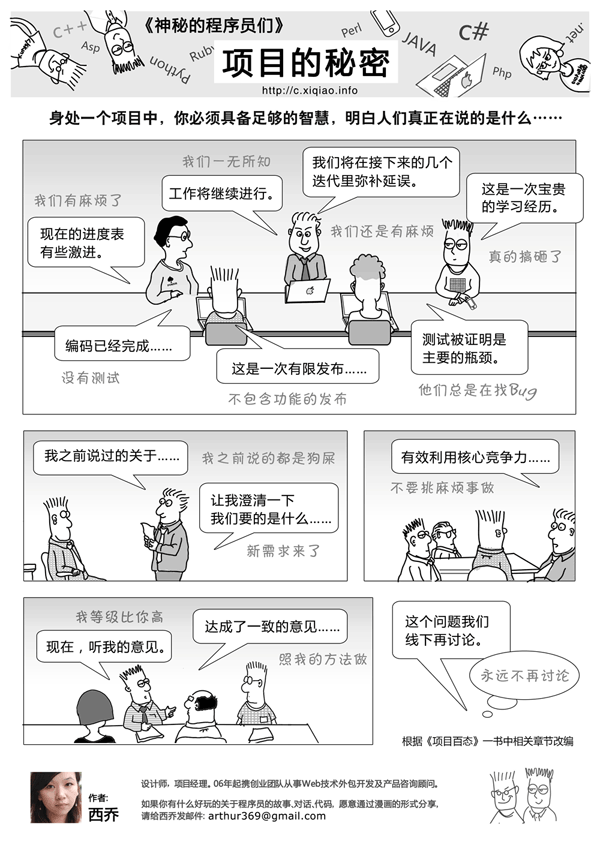 《神秘的程序员们》
C++
Asp
Python
Ruby
Perl
JAVA
C#
Php
.net
项目的秘密
http://c.xiqiao.info
身处一个项目中，你必须具备足够的智慧，明白人们真正在说的是什么……
我们有麻烦了
现在的进度表
有些激进。
我们一无所知
工作将继续进行。
我们将在接下来的几个
迭代里弥补延误。
我们还是有麻烦
这是一次宝贵
的学习经历。
真的搞砸了
编码已经完成……
没有测试
这是一次有限发布……
不包含功能的发布
测试被证明是
主要的瓶颈。
他们总是在找Bug
我之前说过的关于……
我之前说的都是狗屎
让我澄清一下
我们要的是什么……
新需求来了
有效利用核心竞争力……
不要挑麻烦事做
我等级比你高
现在，听我的意见。
达成了一致的意见……
照我的方法做
这个问题我们
线下再讨论。
永远不再讨论
根据《项目百态》一书中相关章节改编
作者:
西乔
设计师，项目经理。06年起携创业团队从事Web技术外包开发及产品咨询顾问。
如果你有什么好玩的关于程序员的故事、对话、代码，愿意通过漫画的形式分享，
请给西乔发邮件: arthur369@gmail.com